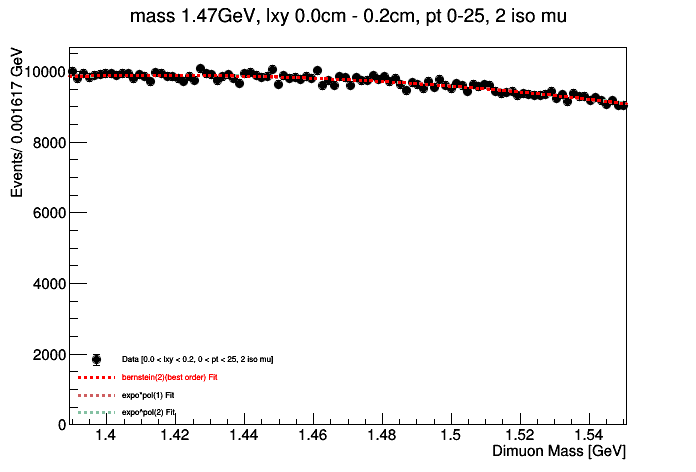 mass 1.47GeV, lxy 0.0cm - 0.2cm, pt 0-25, 2 iso mu
Events/ 0.001617 GeV
10000
8000
6000
4000
2000
0
Data [0.0 < lxy < 0.2, 0 < pt < 25, 2 iso mu]
bernstein(2)(best order) Fit
expo*pol(1) Fit
expo^pol(2) Fit
1.4 1.42 1.44 1.46 1.48 1.5 1.52 1.54
Dimuon Mass [GeV]